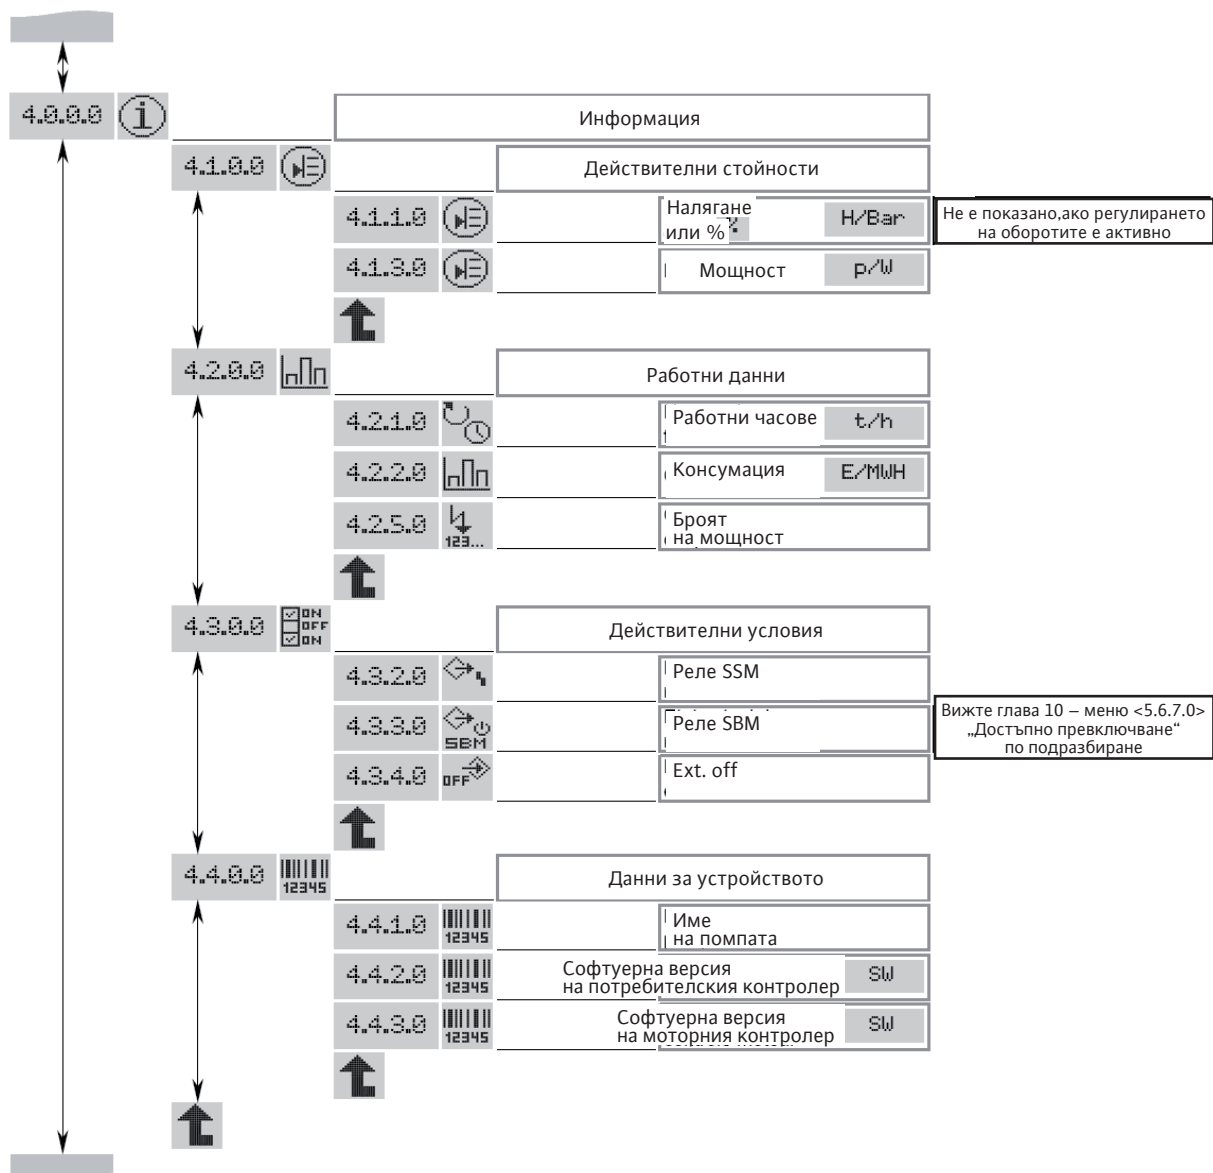 4.0.0.0 i Информация
4.1.0.0 Действителни стойности
4.1.1.0 Налягане H/Bar
или % %
Не е показано,ако регулирането
на оборотите е активно
4.1.3.0 Мощност p/W
4.2.0.0 Работни данни
4.2.1.0 Работни часове t/h
4.2.2.0 Консумация E/MWH
4.2.5.0 Броят
на мощност
123...
4.3.0.0 Действителни условия
ON
OFF
ON
4.3.2.0 Реле SSM
4.3.3.0 Реле SBM
SBM
Вижте глава 10 – меню <5.6.7.0>
„Достъпно превключване“
по подразбиране
4.3.4.0 OFF Ext. off
4.4.0.0 Данни за устройството
12345
4.4.1.0 Име
12345 на помпата
4.4.2.0 Софтуерна версия SW
12345 на потребителския контролер
4.4.3.0 Софтуерна версия SW
12345 на моторния контролер